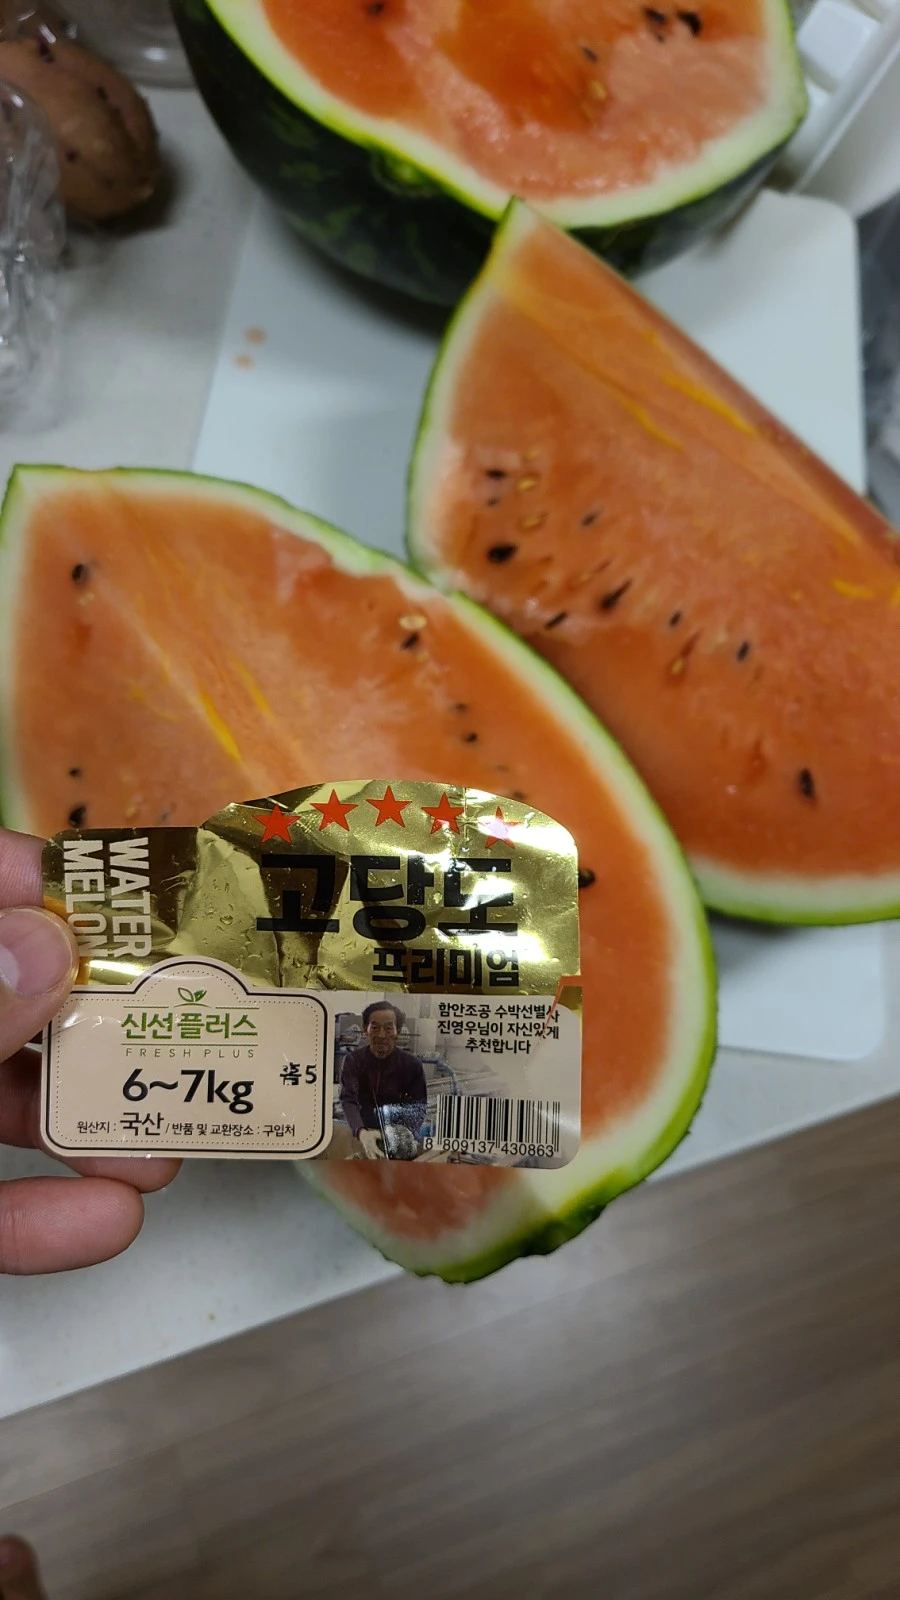 고당도
프리미엄
WATER
MELON
신선플러스
FRESH PLUS
6~7kg
홈5
원산지 : 국산 / 반품 및 교환장소 : 구입처
함안조공 수박선별사
진영우님이 자신있게
추천합니다
8 809137 430863